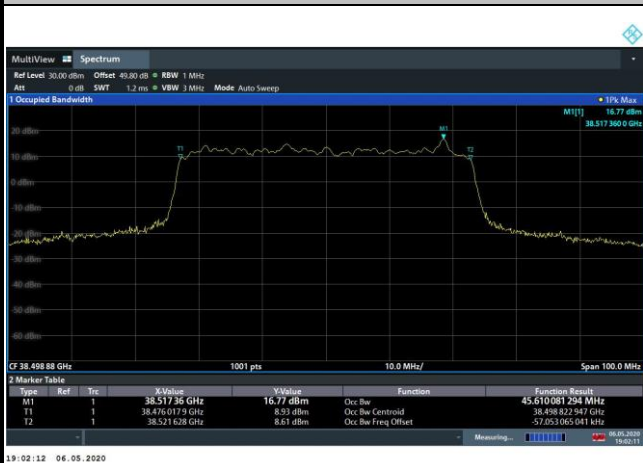 MultiView Spectrum
Ref Level 30.00 dBm Offset 49.80 dB RBW 1 MHz
Att 0 dB SWT 1.2 ms VBW 3 MHz Mode Auto Sweep
1 Occupied Bandwidth 1Pk Max
M1[1] 16.77 dBm
38.517 360 0 GHz
20 dBm
M1
T1 T2
10 dBm
0 dBm
-10 dBm
-20 dBm
-30 dBm
-40 dBm
-50 dBm
-60 dBm
CF 38.498 88 GHz 1001 pts 10.0 MHz/ Span 100.0 MHz
2 Marker Table
Type Ref Trc X-Value Y-Value Function Function Result
M1 1 38.517 36 GHz 16.77 dBm Occ Bw 45.610 081 294 MHz
T1 1 38.476 017 9 GHz 8.93 dBm Occ Bw Centroid 38.498 822 947 GHz
T2 1 38.521 628 GHz 8.61 dBm Occ Bw Freq Offset -57.053 065 041 kHz
Measuring... 06.05.2020
19:02:11
19:02:12 06.05.2020